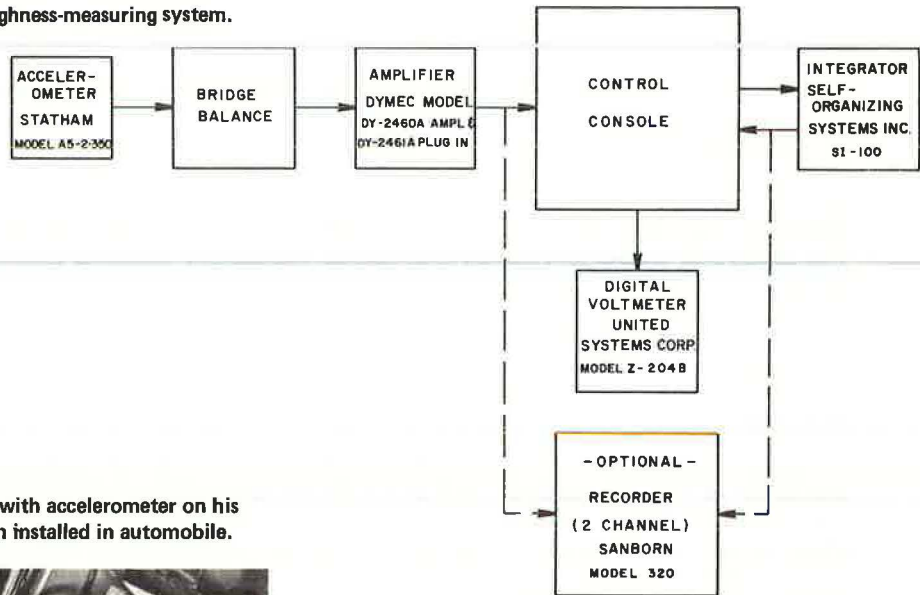 ghness-measuring system.
ACCELER-
OMETER
STATHAM
MODEL A5-2-350
BRIDGE
BALANCE
AMPLIFIER
DYMEC MODEL
DY-2460A AMPL &
DY-2461A PLUG IN
CONTROL
CONSOLE
INTEGRATOR
SELF-
ORGANIZING
SYSTEMS INC.
SI-100
DIGITAL
VOLTMETER
UNITED
SYSTEMS CORP.
MODEL Z-204B
-OPTIONAL-
RECORDER
(2 CHANNEL)
SANBORN
MODEL 320
with accelerometer on his
n installed in automobile.